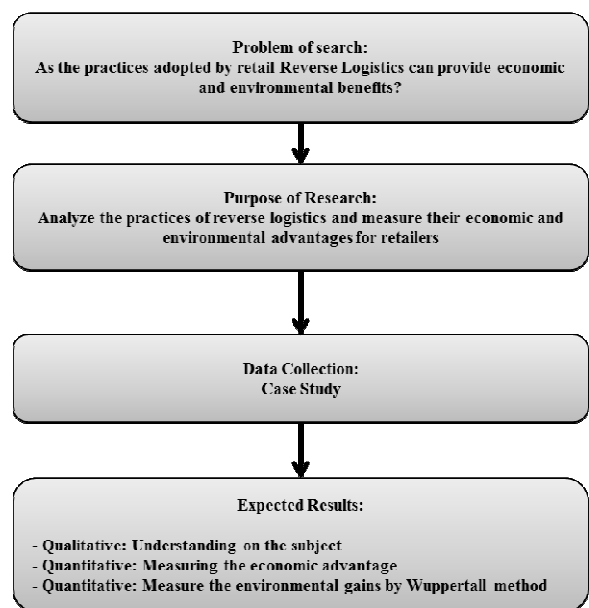 Problem of search:
As the practices adopted by retail Reverse Logistics can provide economic
and environmental benefits?
Purpose of Research:
Analyze the practices of reverse logistics and measure their economic and
environmental advantages for retailers
Data Collection:
Case Study
Expected Results:
- Qualitative: Understanding on the subject
- Quantitative: Measuring the economic advantage
- Quantitative: Measure the environmental gains by Wuppertall method